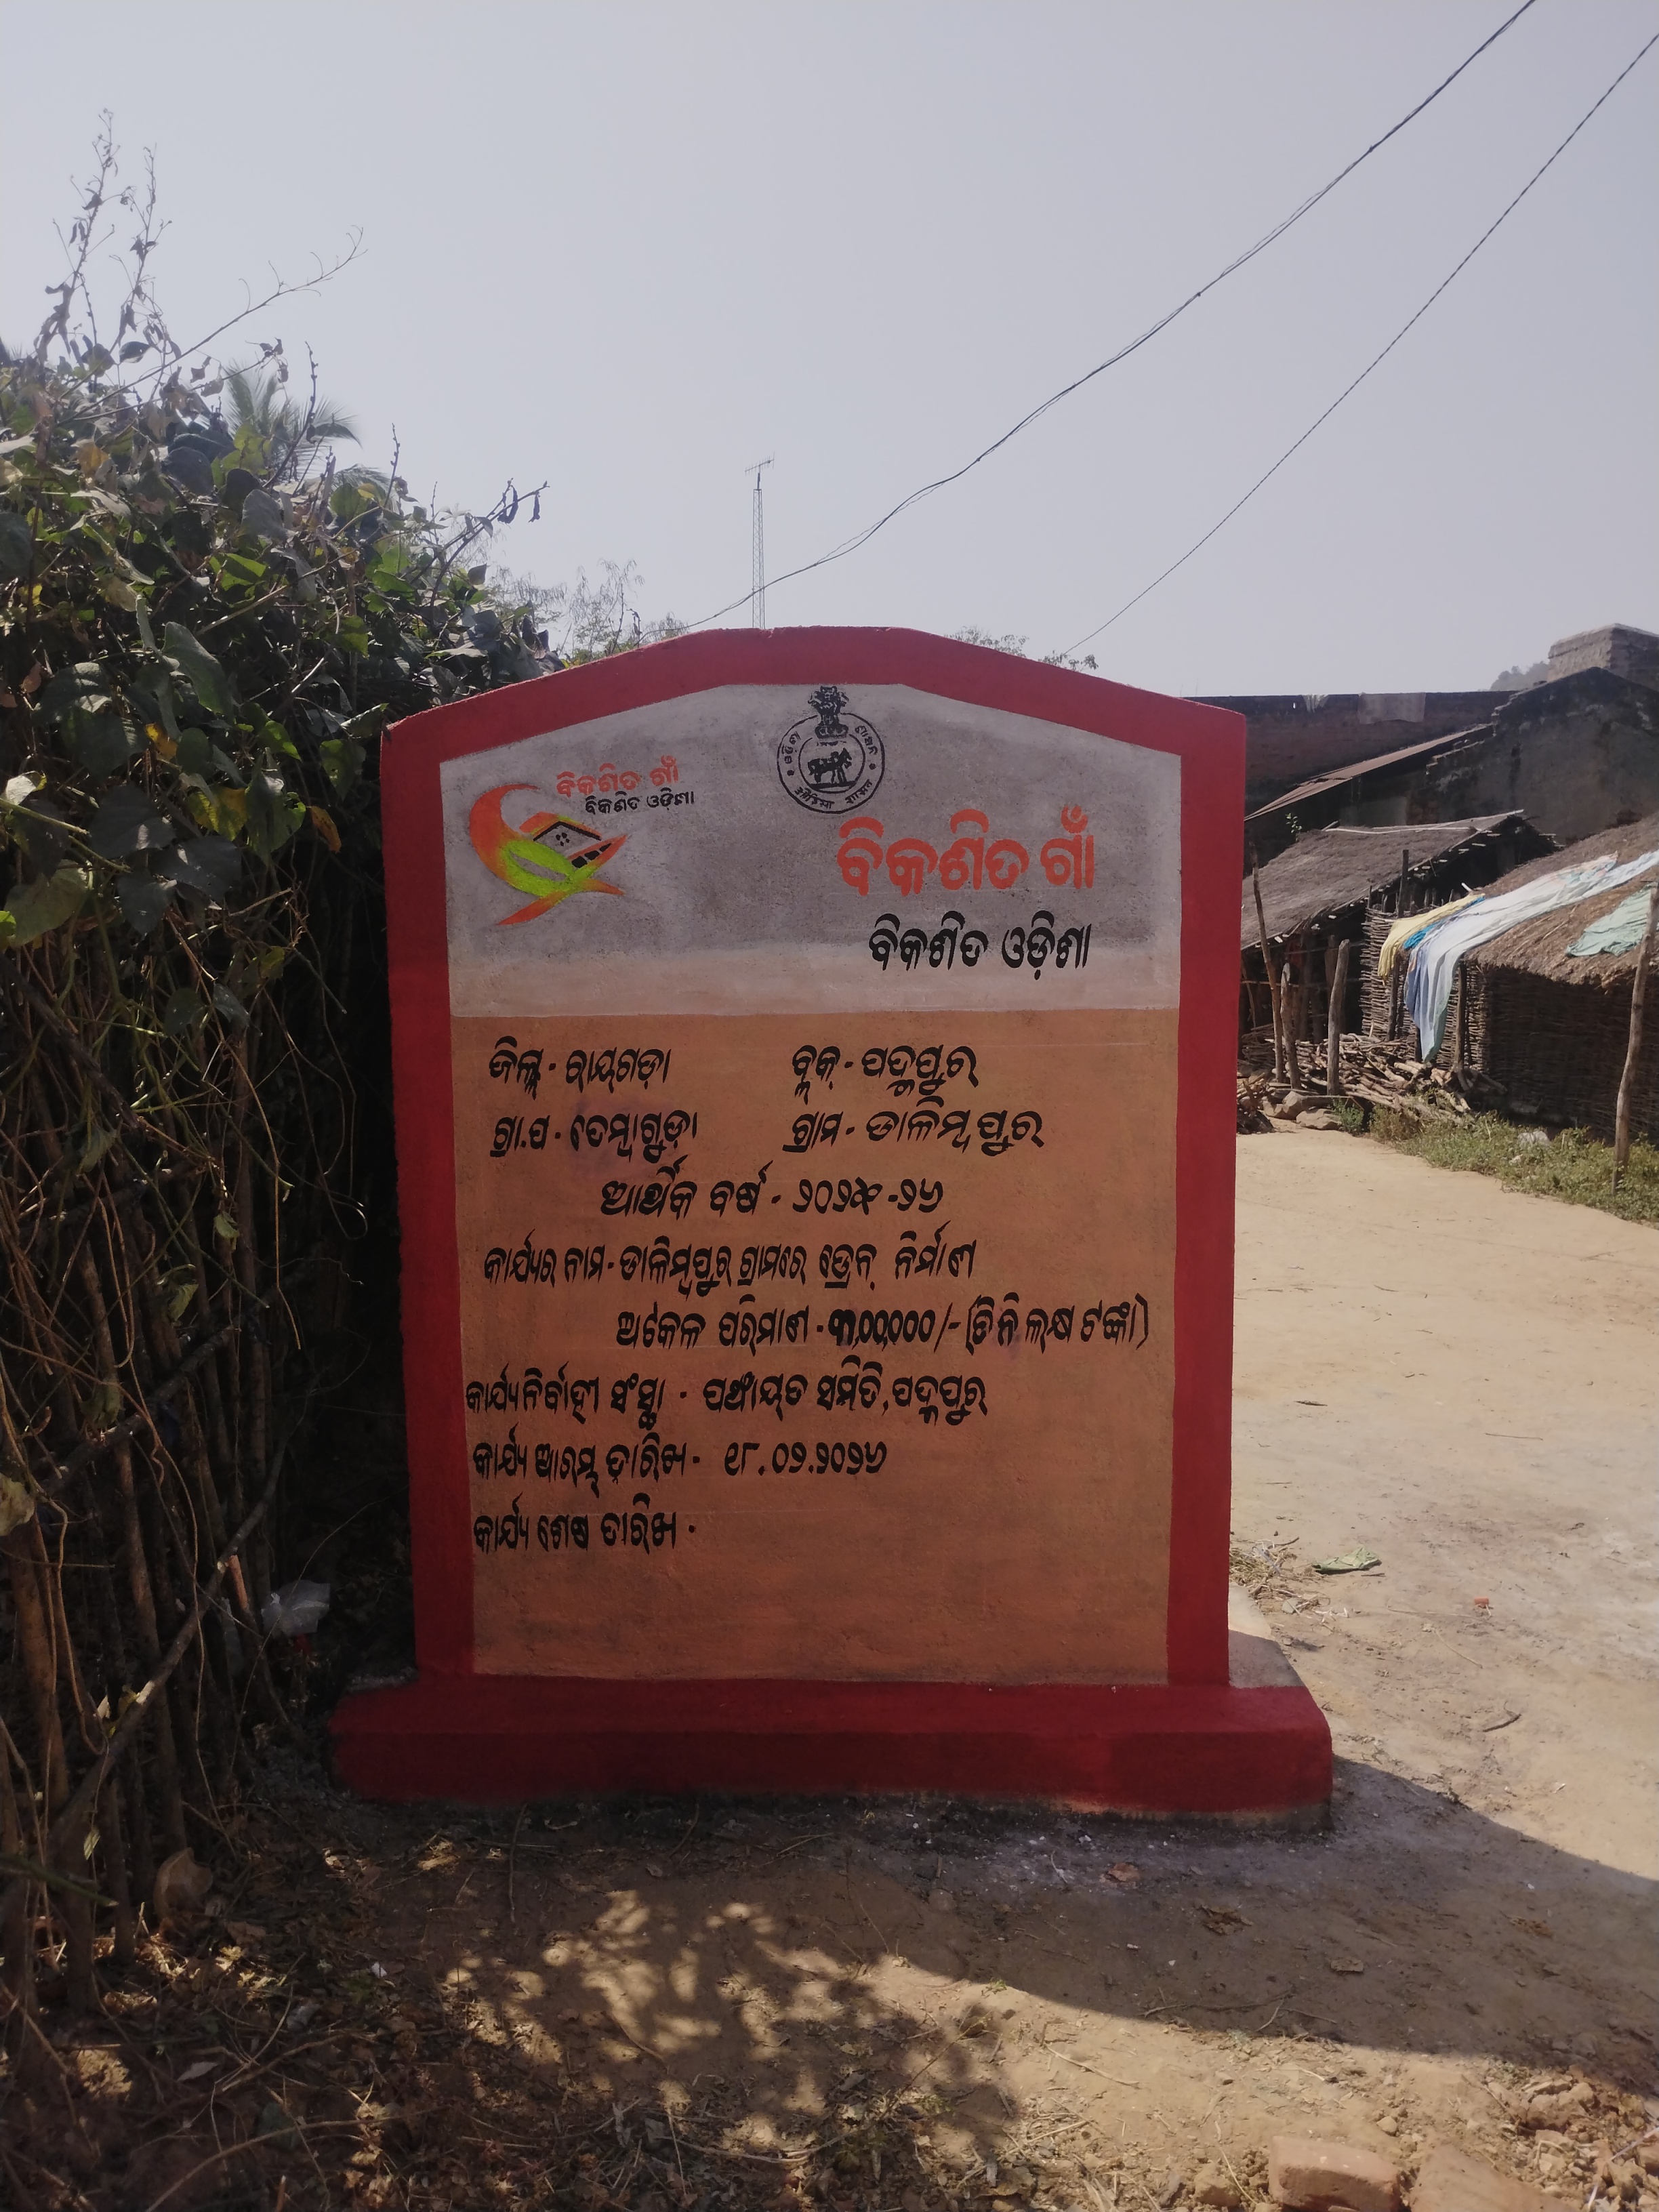 ବିକଶିତ ଗାଁ
ବିକଶିତ ଓଡ଼ିଶା
ବିକଶିତ ଗାଁ
ବିକଶିତ ଓଡ଼ିଶା
ଜିଲ୍ଲା - ରାୟଗଡ଼ା ବ୍ଲକ୍ - ପଦ୍ମପୁର
ଗ୍ରା.ପ - ତେମ୍ବାଗୁଡ଼ା ଗ୍ରାମ - ଡାଳିମ୍ବପୁର
ଆର୍ଥିକ ବର୍ଷ - ୨୦୨୫-୨୬
କାର୍ଯ୍ୟର ନାମ - ଡାଳିମ୍ବପୁର ଗ୍ରାମରେ ଡ୍ରେନ୍ ନିର୍ମାଣ
ଅଟକଳ ପରିମାଣ - ୩,୦୦,୦୦୦/- (ତିନି ଲକ୍ଷ ଟଙ୍କା)
କାର୍ଯ୍ୟନିର୍ବାହୀ ସଂସ୍ଥା - ପଞ୍ଚାୟତ ସମିତି, ପଦ୍ମପୁର
କାର୍ଯ୍ୟ ଆରମ୍ଭ ତାରିଖ - ୧୮.୦୨.୨୦୨୬
କାର୍ଯ୍ୟ ଶେଷ ତାରିଖ -